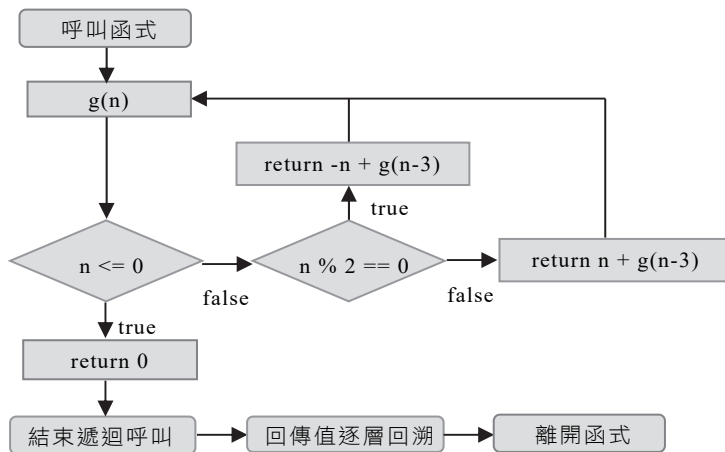 呼叫函式
g(n)
return -n + g(n-3)
true
n <= 0
false
n % 2 == 0
false
return n + g(n-3)
true
return 0
結束遞迴呼叫
回傳值逐層回溯
離開函式